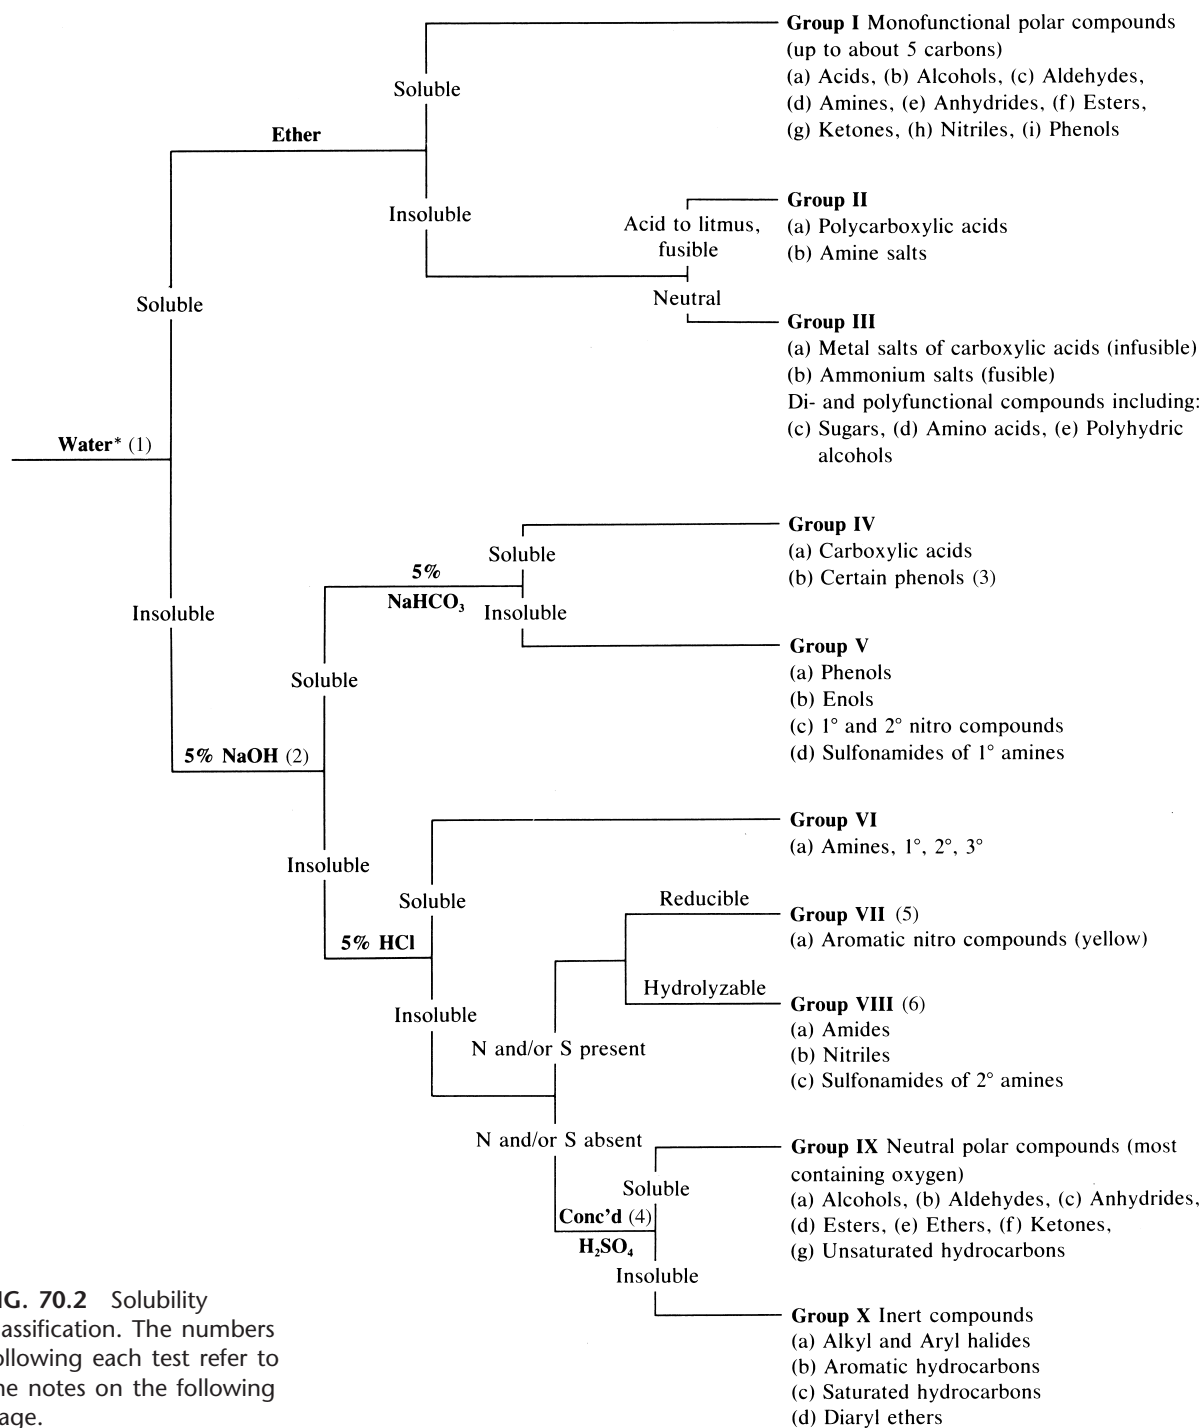 Group I Monofunctional polar compounds
(up to about 5 carbons)
(a) Acids, (b) Alcohols, (c) Aldehydes,
(d) Amines, (e) Anhydrides, (f) Esters,
(g) Ketones, (h) Nitriles, (i) Phenols
Soluble
Ether
Insoluble
Acid to litmus,
fusible
Group II
(a) Polycarboxylic acids
(b) Amine salts
Neutral
Group III
(a) Metal salts of carboxylic acids (infusible)
(b) Ammonium salts (fusible)
Di- and polyfunctional compounds including:
(c) Sugars, (d) Amino acids, (e) Polyhydric
alcohols
Soluble
Water* (1)
Insoluble
Group IV
(a) Carboxylic acids
(b) Certain phenols (3)
Soluble
5%
NaHCO₃
Insoluble
Group V
(a) Phenols
(b) Enols
(c) 1° and 2° nitro compounds
(d) Sulfonamides of 1° amines
Soluble
5% NaOH (2)
Insoluble
Group VI
(a) Amines, 1°, 2°, 3°
Soluble
5% HCl
Insoluble
Reducible
Group VII (5)
(a) Aromatic nitro compounds (yellow)
Hydrolyzable
Group VIII (6)
(a) Amides
(b) Nitriles
(c) Sulfonamides of 2° amines
N and/or S present
N and/or S absent
Group IX Neutral polar compounds (most
containing oxygen)
(a) Alcohols, (b) Aldehydes, (c) Anhydrides,
(d) Esters, (e) Ethers, (f) Ketones,
(g) Unsaturated hydrocarbons
Soluble
Conc'd (4)
H₂SO₄
Insoluble
Group X Inert compounds
(a) Alkyl and Aryl halides
(b) Aromatic hydrocarbons
(c) Saturated hydrocarbons
(d) Diaryl ethers
IG. 70.2 Solubility
assification. The numbers
ollowing each test refer to
ne notes on the following
age.